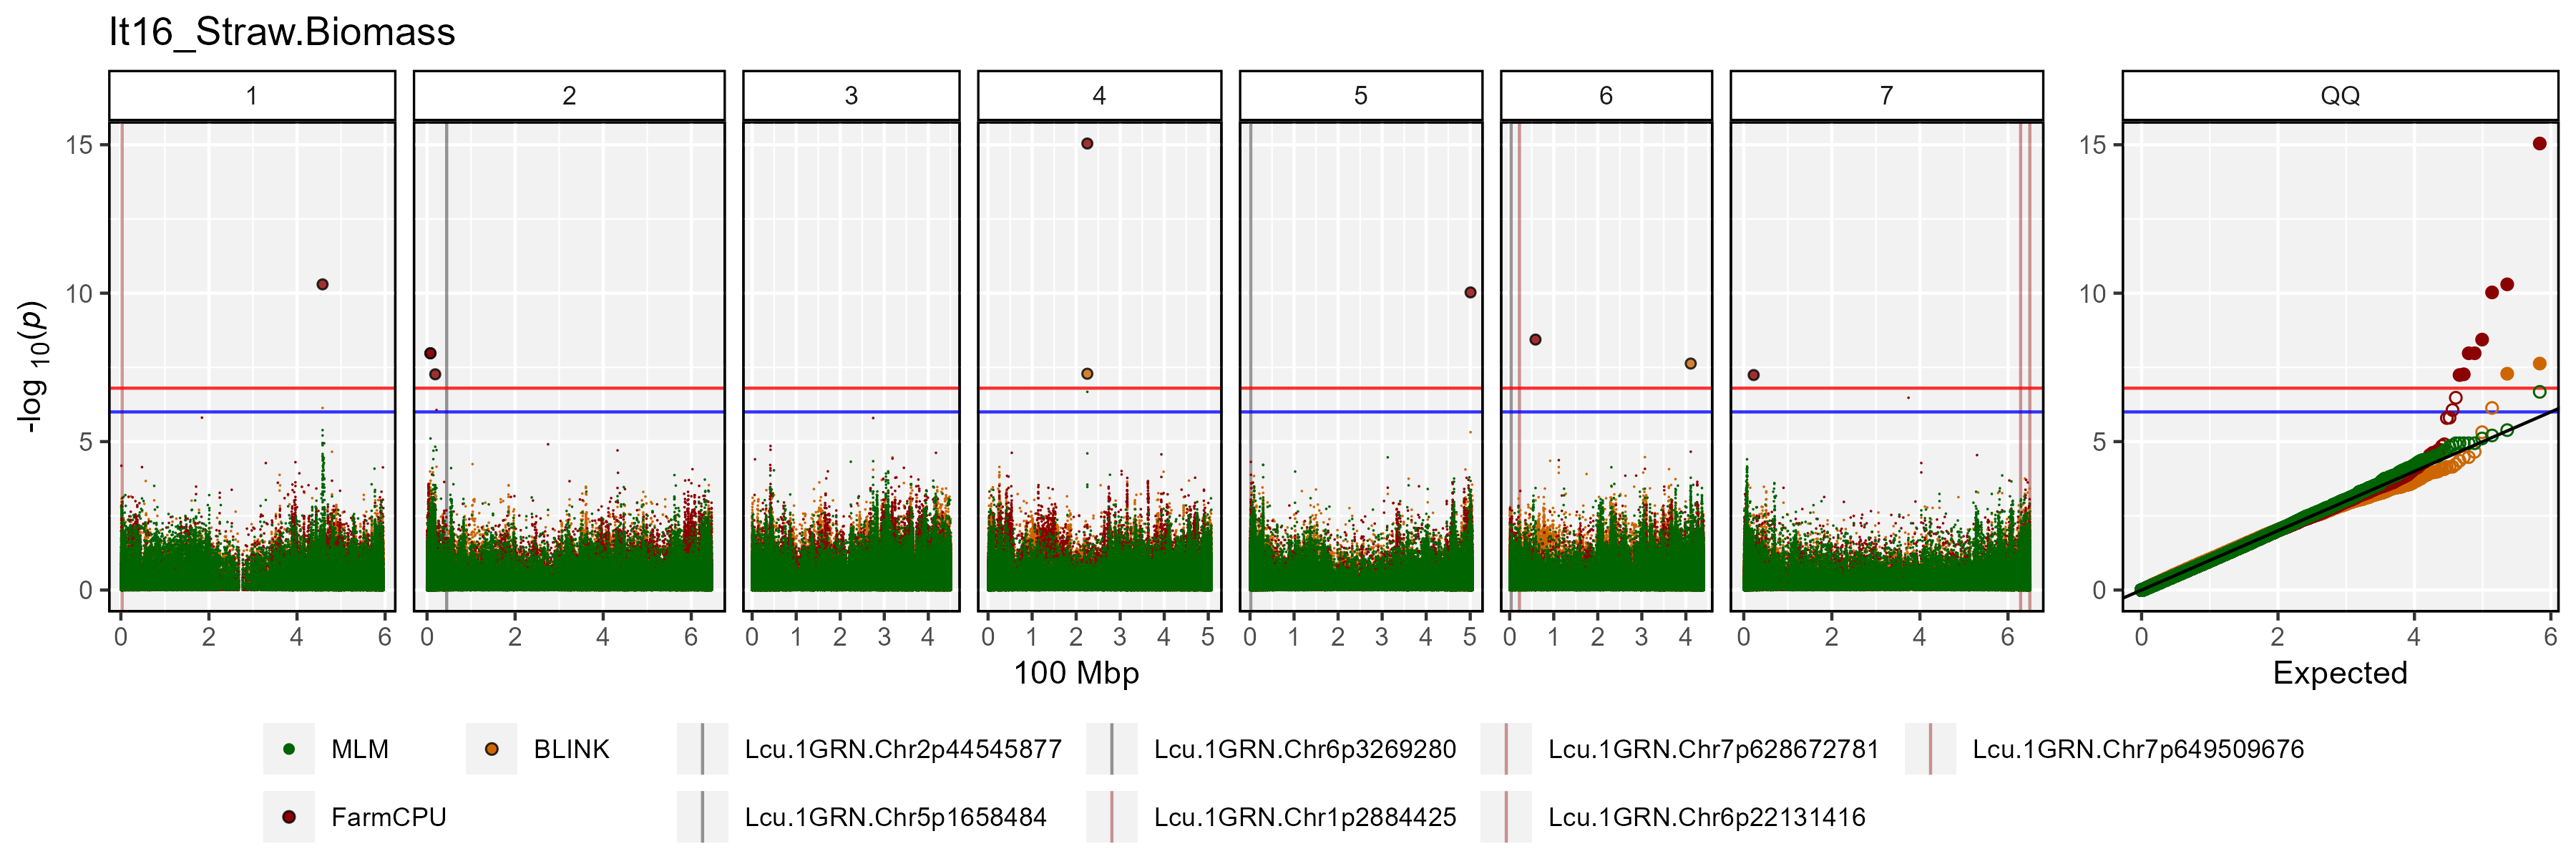 It16_Straw.Biomass
1 2 3 4 5 6 7 QQ
-log 10(p)
15
10
5
0
15
10
5
0
0 2 4 6 0 2 4 6 0 1 2 3 4 0 1 2 3 4 5 0 1 2 3 4 5 0 1 2 3 4 0 2 4 6 0 2 4 6
100 Mbp Expected
MLM BLINK Lcu.1GRN.Chr2p44545877 Lcu.1GRN.Chr6p3269280 Lcu.1GRN.Chr7p628672781 Lcu.1GRN.Chr7p649509676
FarmCPU Lcu.1GRN.Chr5p1658484 Lcu.1GRN.Chr1p2884425 Lcu.1GRN.Chr6p22131416